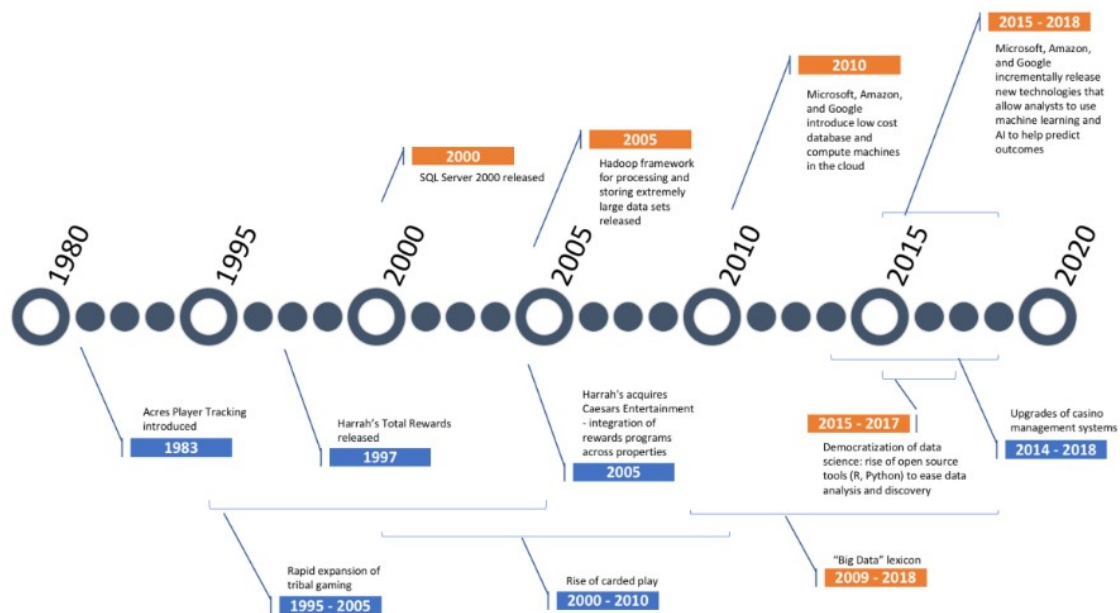 2015 - 2018
Microsoft, Amazon,
and Google
incrementally release
new technologies that
allow analysts to use
machine learning and
AI to help predict
outcomes
2010
Microsoft, Amazon,
and Google
introduce low cost
database and
compute machines
in the cloud
2005
Hadoop framework
for processing and
storing extremely
large data sets
released
2000
SQL Server 2000 released
1980
1995
2000
2005
2010
2015
2020
Acres Player Tracking
introduced
1983
Harrah's Total Rewards
released
1997
Harrah's acquires
Caesars Entertainment
- integration of
rewards programs
across properties
2005
2015 - 2017
Democratization of data
science: rise of open source
tools (R, Python) to ease data
analysis and discovery
Upgrades of casino
management systems
2014 - 2018
Rapid expansion of
tribal gaming
1995 - 2005
Rise of carded play
2000 - 2010
"Big Data" lexicon
2009 - 2018